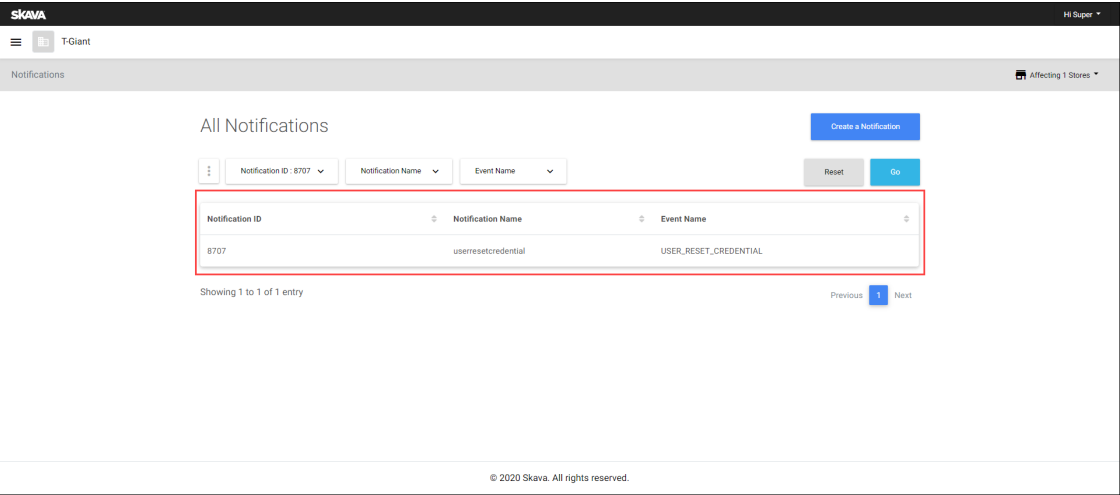 SKAVA
Hi Super
T-Giant
Notifications
Affecting 1 Stores
All Notifications
Create a Notification
Notification ID : 8707
Notification Name
Event Name
Reset
Go
Notification ID
Notification Name
Event Name
8707
userresetcredential
USER_RESET_CREDENTIAL
Showing 1 to 1 of 1 entry
Previous
1
Next
© 2020 Skava. All rights reserved.